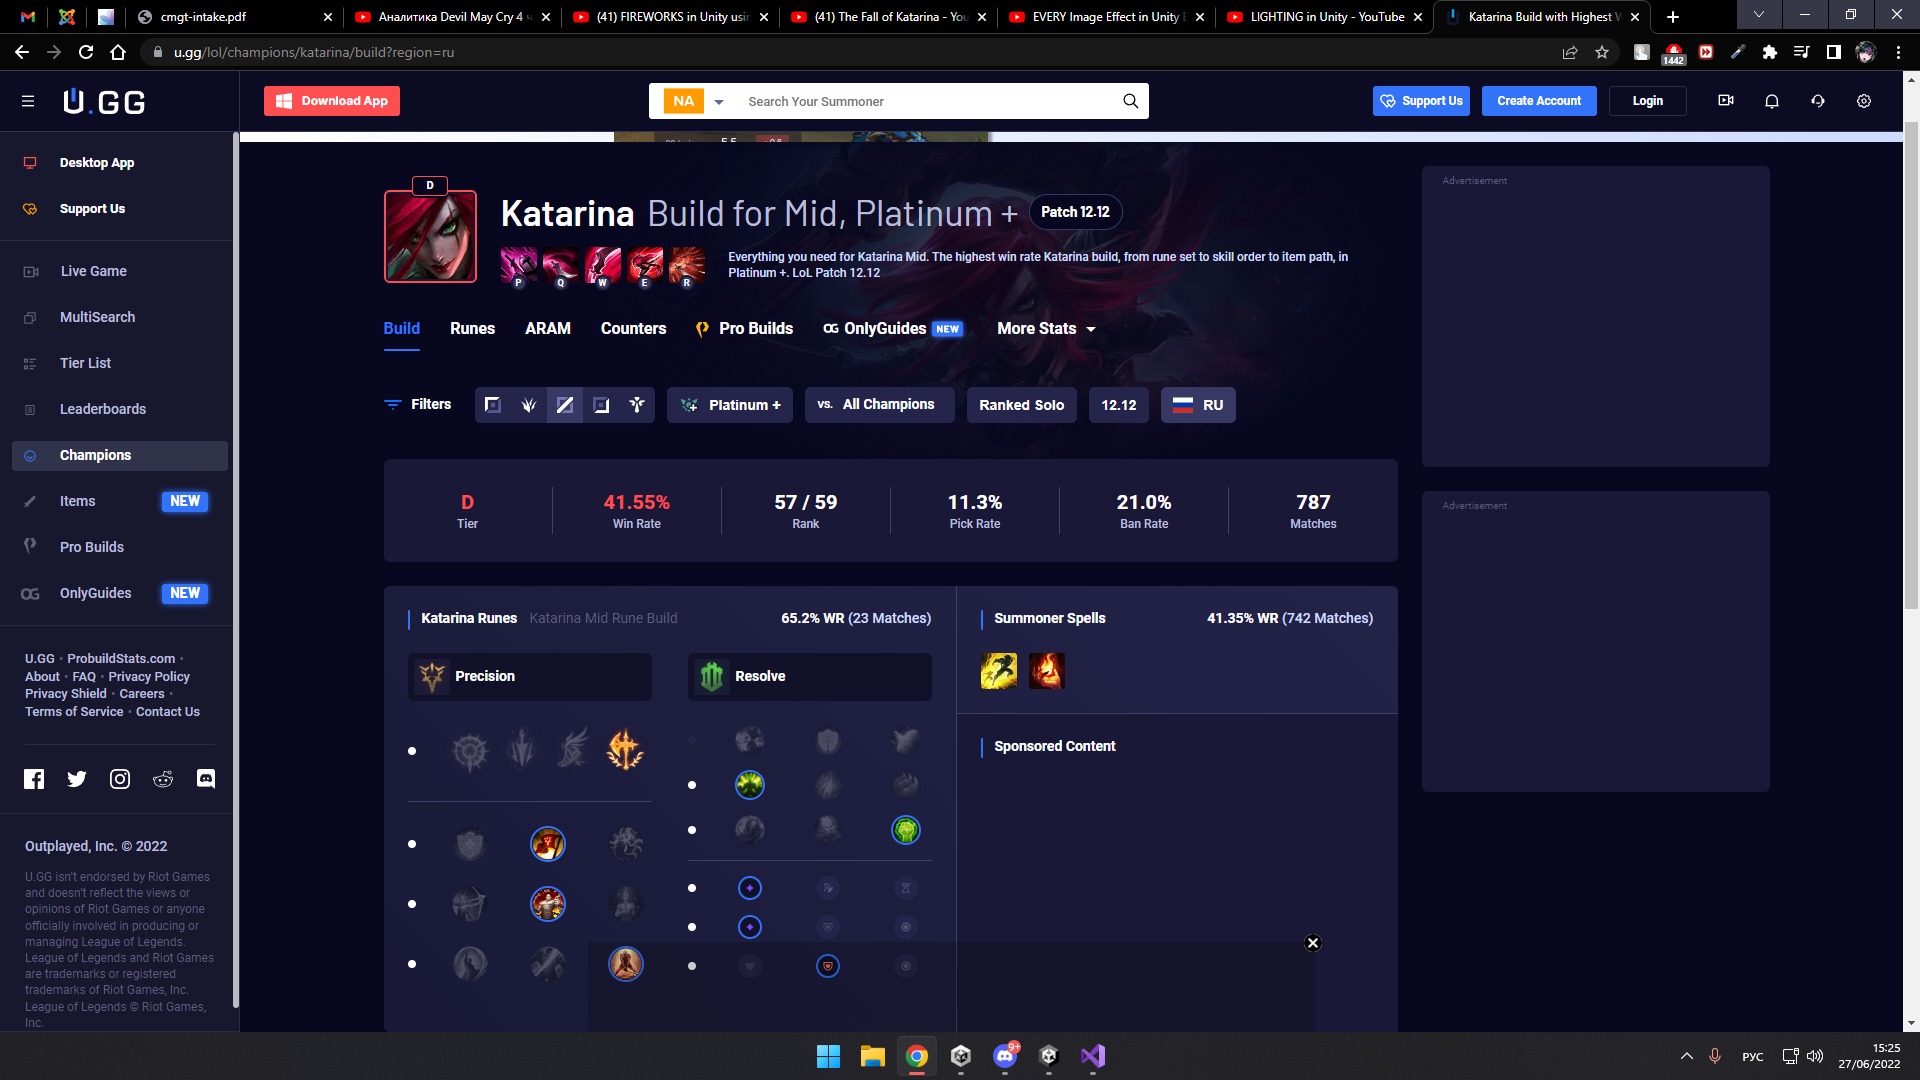 cmgt-intake.pdf
Аналитика Devil May Cry 4 ч
(41) FIREWORKS in Unity usin
(41) The Fall of Katarina - You
EVERY Image Effect in Unity E
LIGHTING in Unity - YouTube
Katarina Build with Highest W
u.gg/lol/champions/katarina/build?region=ru
1442
U.GG
Download App
NA
Search Your Summoner
Support Us
Create Account
Login
Desktop App
Support Us
Live Game
MultiSearch
Tier List
Leaderboards
Champions
Items NEW
Pro Builds
OnlyGuides NEW
U.GG • ProbuildStats.com •
About • FAQ • Privacy Policy
Privacy Shield • Careers •
Terms of Service • Contact Us
Outplayed, Inc. © 2022
U.GG isn't endorsed by Riot Games
and doesn't reflect the views or
opinions of Riot Games or anyone
officially involved in producing or
managing League of Legends.
League of Legends and Riot Games
are trademarks or registered
trademarks of Riot Games, Inc.
League of Legends © Riot Games,
Inc.
D
Katarina Build for Mid, Platinum + Patch 12.12
P Q W E R
Everything you need for Katarina Mid. The highest win rate Katarina build, from rune set to skill order to item path, in
Platinum +. LoL Patch 12.12
Build Runes ARAM Counters Pro Builds OG OnlyGuides NEW More Stats
Filters
Platinum +
vs. All Champions
Ranked Solo
12.12
RU
D
Tier
41.55%
Win Rate
57 / 59
Rank
11.3%
Pick Rate
21.0%
Ban Rate
787
Matches
Katarina Runes Katarina Mid Rune Build 65.2% WR (23 Matches)
Precision
Resolve
Summoner Spells 41.35% WR (742 Matches)
Sponsored Content
Advertisement
Advertisement
9+
РУС
15:25
27/06/2022